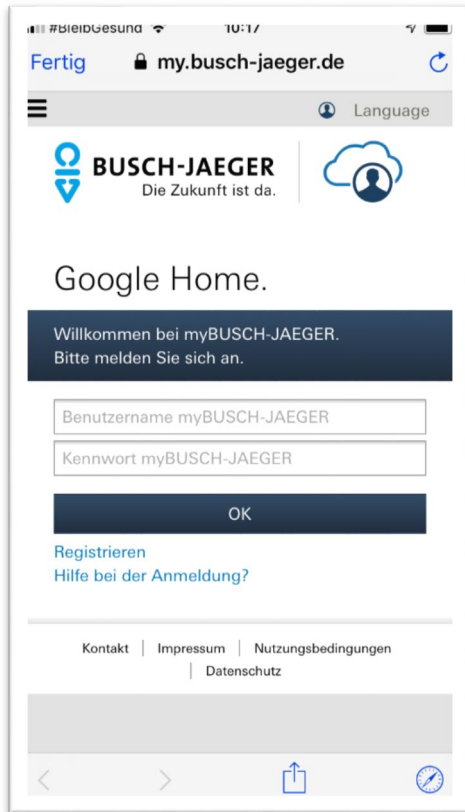 #BleibGesund 10:17
Fertig my.busch-jaeger.de
Language
BUSCH-JAEGER
Die Zukunft ist da.
Google Home.
Willkommen bei myBUSCH-JAEGER.
Bitte melden Sie sich an.
Benutzername myBUSCH-JAEGER
Kennwort myBUSCH-JAEGER
OK
Registrieren
Hilfe bei der Anmeldung?
Kontakt | Impressum | Nutzungsbedingungen
| Datenschutz